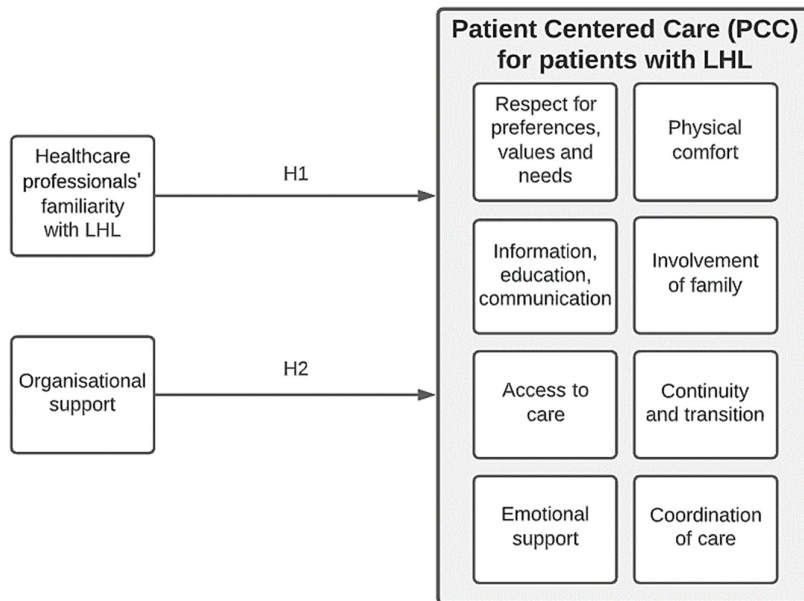 Patient Centered Care (PCC)
for patients with LHL
Healthcare
professionals'
familiarity
with LHL
H1
Organisational
support
H2
Respect for
preferences,
values and
needs
Physical
comfort
Information,
education,
communication
Involvement
of family
Access to
care
Continuity
and transition
Emotional
support
Coordination
of care